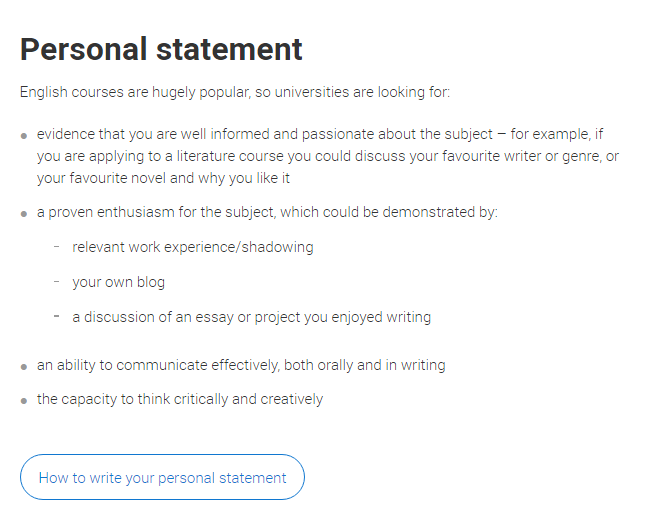 Personal statement
English courses are hugely popular, so universities are looking for:
evidence that you are well informed and passionate about the subject – for example, if
you are applying to a literature course you could discuss your favourite writer or genre, or
your favourite novel and why you like it
a proven enthusiasm for the subject, which could be demonstrated by:
- relevant work experience/shadowing
- your own blog
- a discussion of an essay or project you enjoyed writing
an ability to communicate effectively, both orally and in writing
the capacity to think critically and creatively
How to write your personal statement